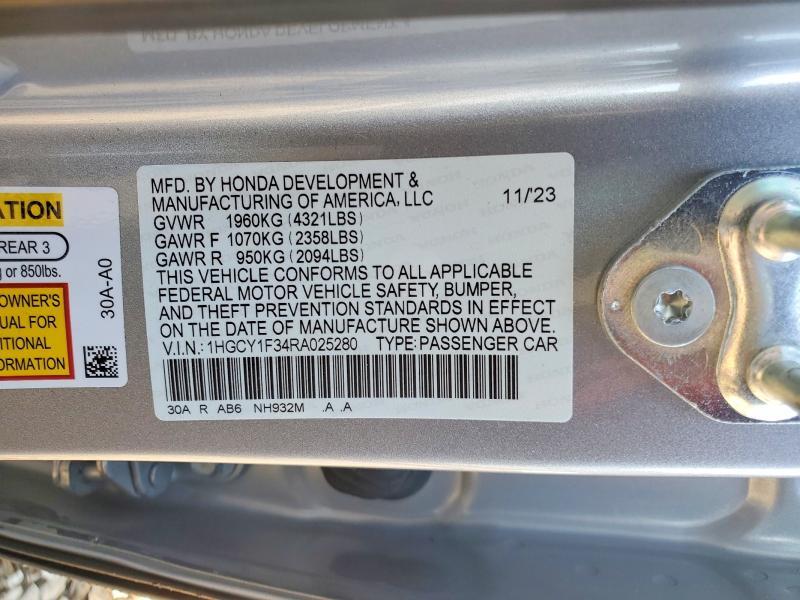 MFD. BY HONDA DEVELOPMENT &
MANUFACTURING OF AMERICA, LLC 11/23
GVWR 1960KG (4321LBS)
GAWR F 1070KG (2358LBS)
GAWR R 950KG (2094LBS)
THIS VEHICLE CONFORMS TO ALL APPLICABLE
FEDERAL MOTOR VEHICLE SAFETY, BUMPER,
AND THEFT PREVENTION STANDARDS IN EFFECT
ON THE DATE OF MANUFACTURE SHOWN ABOVE.
V.I.N.: 1HGCY1F34RA025280 TYPE: PASSENGER CAR
30A R AB6 NH932M .A .A
ATION
REAR 3
g or 850lbs.
OWNER'S
UAL FOR
ITIONAL
ORMATION
30A-A0